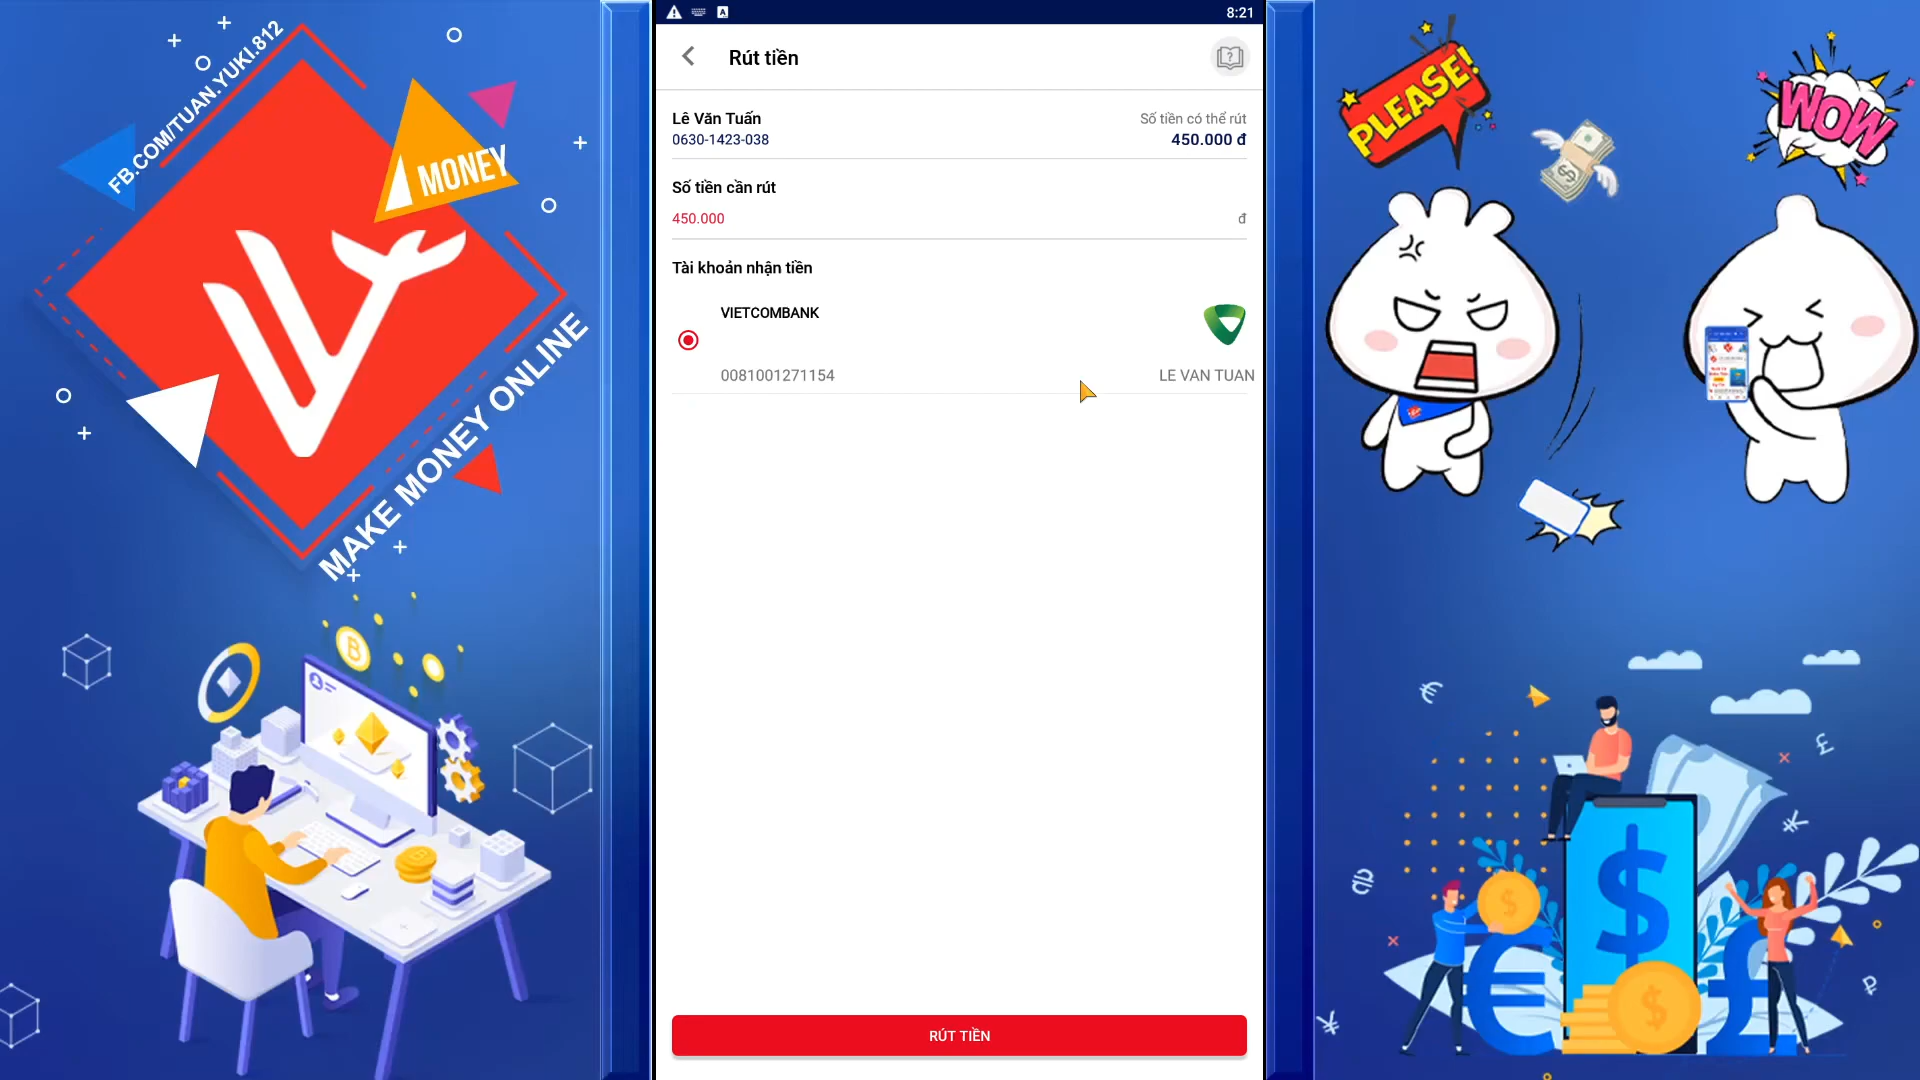 FB.COM/TUAN.YUKI.812
MONEY
MAKE MONEY ONLINE
8:21
Rút tiền
Lê Văn Tuấn
Số tiền có thể rút
0630-1423-038
450.000 đ
Số tiền cần rút
450.000
đ
Tài khoản nhận tiền
VIETCOMBANK
0081001271154
LE VAN TUAN
RÚT TIỀN
PLEASE!
WOW